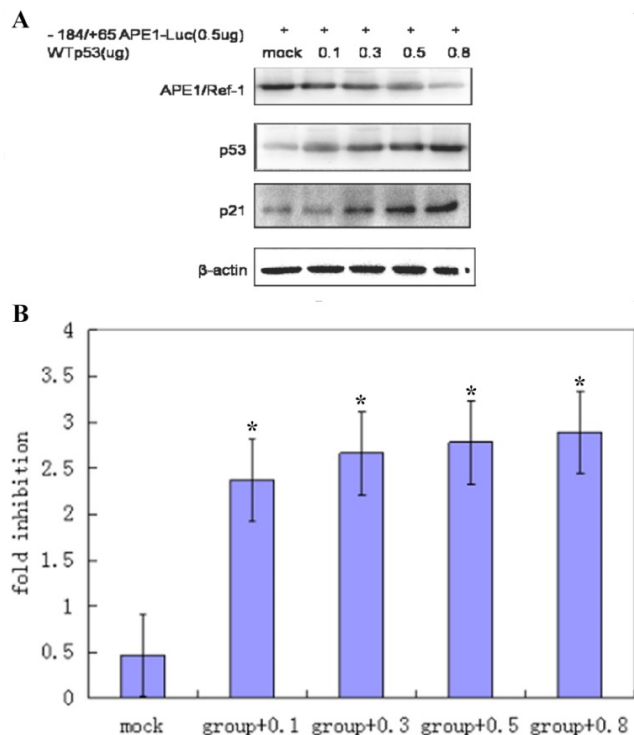 A
- 184/+65 APE1-Luc(0.5ug) + + + + +
WTp53(ug) mock 0.1 0.3 0.5 0.8
APE1/Ref-1
p53
p21
β-actin
B
fold inhibition
4
3.5
3
2.5
2
1.5
1
0.5
0
* * * *
mock group+0.1 group+0.3 group+0.5 group+0.8